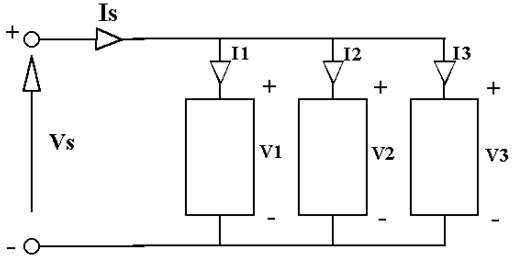 Is
+
I1 I2 I3
+ + +
Vs
V1 V2 V3
- - -
-